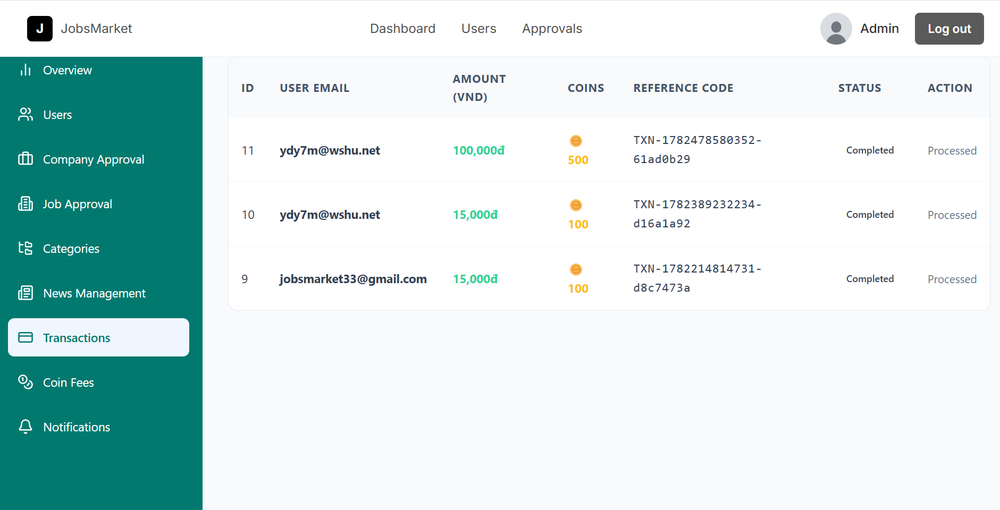 J JobsMarket Dashboard Users Approvals Admin Log out
Overview
Users
Company Approval
Job Approval
Categories
News Management
Transactions
Coin Fees
Notifications
ID USER EMAIL AMOUNT (VND) COINS REFERENCE CODE STATUS ACTION
11 ydy7m@wshu.net 100,000đ 500 TXN-1782478580352-61ad0b29 Completed Processed
10 ydy7m@wshu.net 15,000đ 100 TXN-1782389232234-d16a1a92 Completed Processed
9 jobsmarket33@gmail.com 15,000đ 100 TXN-1782214814731-d8c7473a Completed Processed